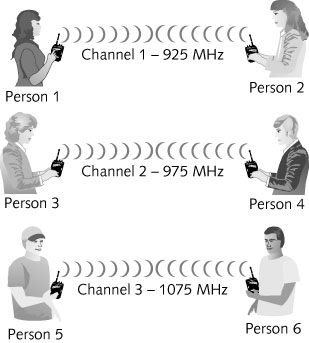 Channel 1 – 925 MHz
Person 1
Person 2
Channel 2 – 975 MHz
Person 3
Person 4
Channel 3 – 1075 MHz
Person 5
Person 6